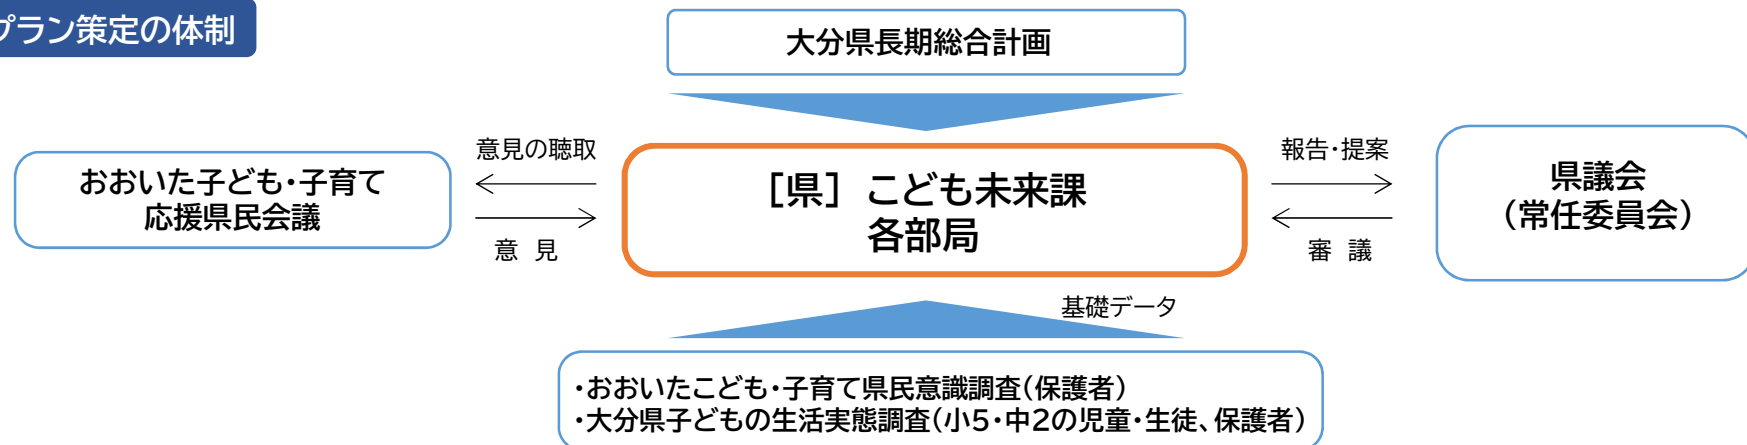 プラン策定の体制
大分県長期総合計画
おおいた子ども・子育て
応援県民会議
意見の聴取
意 見
［県］ こども未来課
各部局
報告・提案
審 議
県議会
（常任委員会）
基礎データ
・おおいたこども・子育て県民意識調査（保護者）
・大分県子どもの生活実態調査（小5・中2の児童・生徒、保護者）